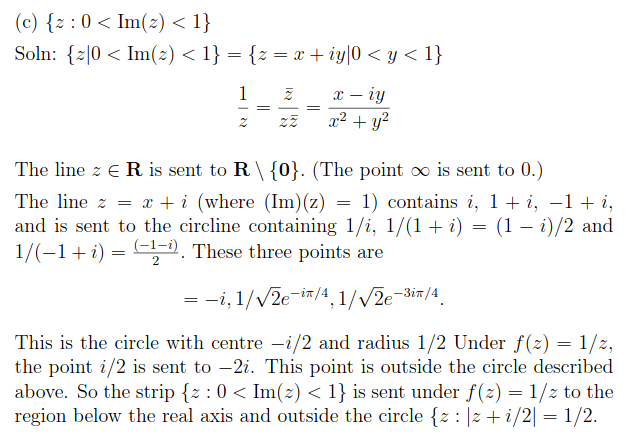 (c) {z : 0 < Im(z) < 1}
Soln: {z|0 < Im(z) < 1} = {z = x + iy|0 < y < 1}
1/z = z̄/(zz̄) = (x − iy)/(x² + y²)
The line z ∈ R is sent to R \ {0}. (The point ∞ is sent to 0.)
The line z = x + i (where (Im)(z) = 1) contains i, 1 + i, −1 + i,
and is sent to the circline containing 1/i, 1/(1 + i) = (1 − i)/2 and
1/(−1 + i) = (−1−i)/2. These three points are
= −i, 1/√2e^{−iπ/4}, 1/√2e^{−3iπ/4}.
This is the circle with centre −i/2 and radius 1/2 Under f(z) = 1/z,
the point i/2 is sent to −2i. This point is outside the circle described
above. So the strip {z : 0 < Im(z) < 1} is sent under f(z) = 1/z to the
region below the real axis and outside the circle {z : |z + i/2| = 1/2.